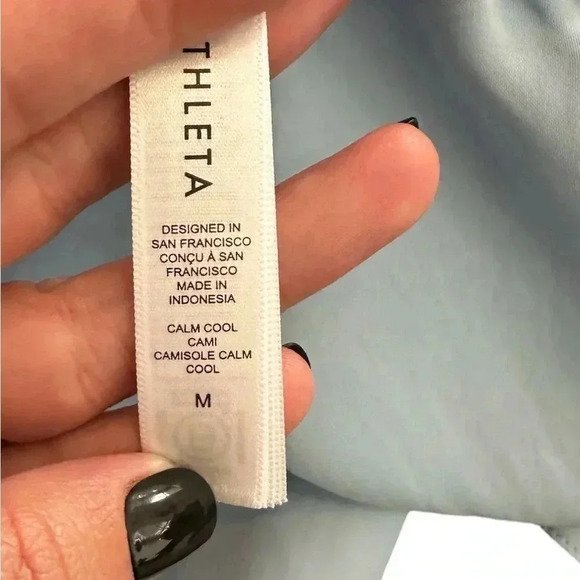 THLETA
DESIGNED IN
SAN FRANCISCO
CONÇU À SAN
FRANCISCO
MADE IN
INDONESIA
CALM COOL
CAMI
CAMISOLE CALM
COOL
M